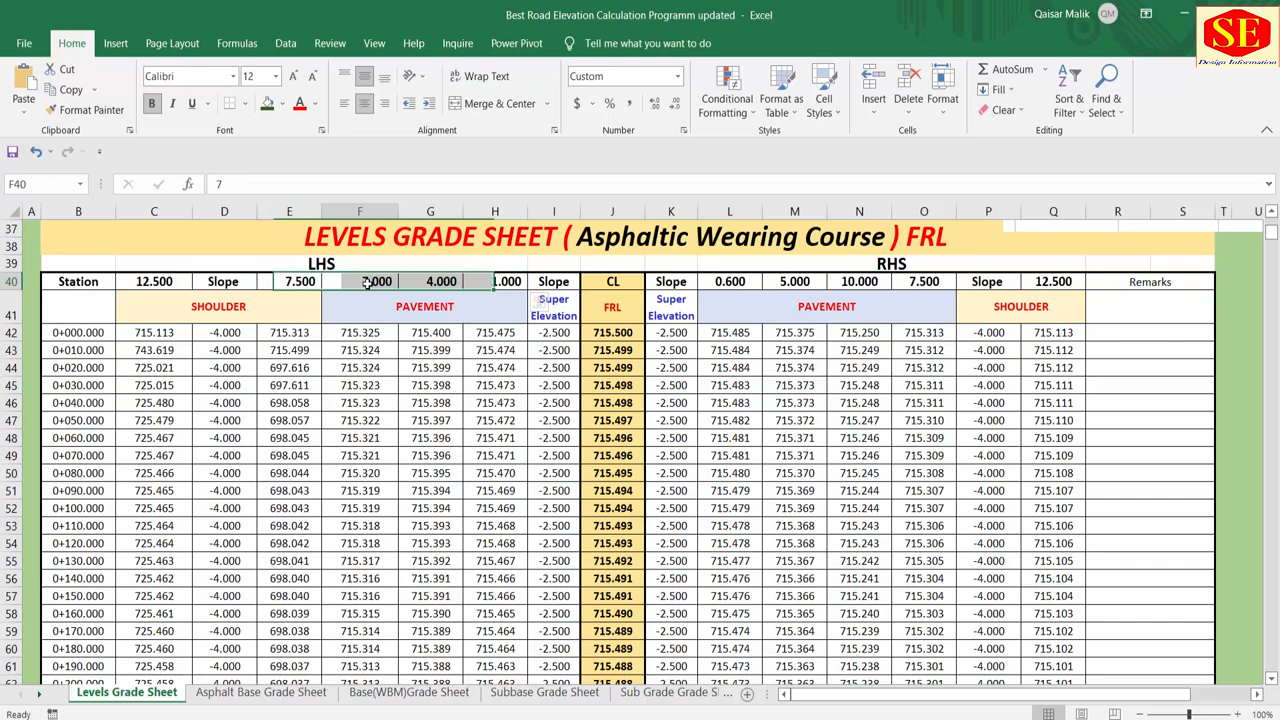 Best Road Elevation Calculation Programm updated - Excel
Qaisar Malik QM
SE
Design Information
File Home Insert Page Layout Formulas Data Review View Help Inquire Power Pivot Tell me what you want to do
Paste Cut Copy Format Painter Clipboard
Calibri 12 B I U Font
Wrap Text Merge & Center Alignment
Custom $ % , Number
Conditional Formatting Format as Table Cell Styles Styles
Insert Delete Format Cells
AutoSum Fill Clear Sort & Filter Find & Select Editing
F40 fx 7
A B C D E F G H I J K L M N O P Q R S T U
37 LEVELS GRADE SHEET ( Asphaltic Wearing Course ) FRL
38
39 LHS RHS
40 Station 12.500 Slope 7.500 7.000 4.000 1.000 Slope CL Slope 0.600 5.000 10.000 7.500 Slope 12.500 Remarks
41 SHOULDER PAVEMENT Super Elevation FRL Super Elevation PAVEMENT SHOULDER
42 0+000.000 715.113 -4.000 715.313 715.325 715.400 715.475 -2.500 715.500 -2.500 715.485 715.375 715.250 715.313 -4.000 715.113
43 0+010.000 743.619 -4.000 715.499 715.324 715.399 715.474 -2.500 715.499 -2.500 715.484 715.374 715.249 715.312 -4.000 715.112
44 0+020.000 725.021 -4.000 697.616 715.324 715.399 715.474 -2.500 715.499 -2.500 715.484 715.374 715.249 715.312 -4.000 715.112
45 0+030.000 725.015 -4.000 697.611 715.323 715.398 715.473 -2.500 715.498 -2.500 715.483 715.373 715.248 715.311 -4.000 715.111
46 0+040.000 725.480 -4.000 698.058 715.323 715.398 715.473 -2.500 715.498 -2.500 715.483 715.373 715.248 715.311 -4.000 715.111
47 0+050.000 725.479 -4.000 698.057 715.322 715.397 715.472 -2.500 715.497 -2.500 715.482 715.372 715.247 715.310 -4.000 715.110
48 0+060.000 725.467 -4.000 698.045 715.321 715.396 715.471 -2.500 715.496 -2.500 715.481 715.371 715.246 715.309 -4.000 715.109
49 0+070.000 725.467 -4.000 698.045 715.321 715.396 715.471 -2.500 715.496 -2.500 715.481 715.371 715.246 715.309 -4.000 715.109
50 0+080.000 725.466 -4.000 698.044 715.320 715.395 715.470 -2.500 715.495 -2.500 715.480 715.370 715.245 715.308 -4.000 715.108
51 0+090.000 725.465 -4.000 698.043 715.319 715.394 715.469 -2.500 715.494 -2.500 715.479 715.369 715.244 715.307 -4.000 715.107
52 0+100.000 725.465 -4.000 698.043 715.319 715.394 715.469 -2.500 715.494 -2.500 715.479 715.369 715.244 715.307 -4.000 715.107
53 0+110.000 725.464 -4.000 698.042 715.318 715.393 715.468 -2.500 715.493 -2.500 715.478 715.368 715.243 715.306 -4.000 715.106
54 0+120.000 725.464 -4.000 698.042 715.318 715.393 715.468 -2.500 715.493 -2.500 715.478 715.368 715.243 715.306 -4.000 715.106
55 0+130.000 725.463 -4.000 698.041 715.317 715.392 715.467 -2.500 715.492 -2.500 715.477 715.367 715.242 715.305 -4.000 715.105
56 0+140.000 725.462 -4.000 698.040 715.316 715.391 715.466 -2.500 715.491 -2.500 715.476 715.366 715.241 715.304 -4.000 715.104
57 0+150.000 725.462 -4.000 698.040 715.316 715.391 715.466 -2.500 715.491 -2.500 715.476 715.366 715.241 715.304 -4.000 715.104
58 0+160.000 725.461 -4.000 698.039 715.315 715.390 715.465 -2.500 715.490 -2.500 715.475 715.365 715.240 715.303 -4.000 715.103
59 0+170.000 725.460 -4.000 698.038 715.314 715.389 715.464 -2.500 715.489 -2.500 715.474 715.364 715.239 715.302 -4.000 715.102
60 0+180.000 725.460 -4.000 698.038 715.314 715.389 715.464 -2.500 715.489 -2.500 715.474 715.364 715.239 715.302 -4.000 715.102
61 0+190.000 725.458 -4.000 698.037 715.313 715.388 715.463 -2.500 715.488 -2.500 715.473 715.363 715.238 715.301 -4.000 715.101
Levels Grade Sheet Asphalt Base Grade Sheet Base(WBM)Grade Sheet Subbase Grade Sheet Sub Grade Grade S ...
Ready 100%